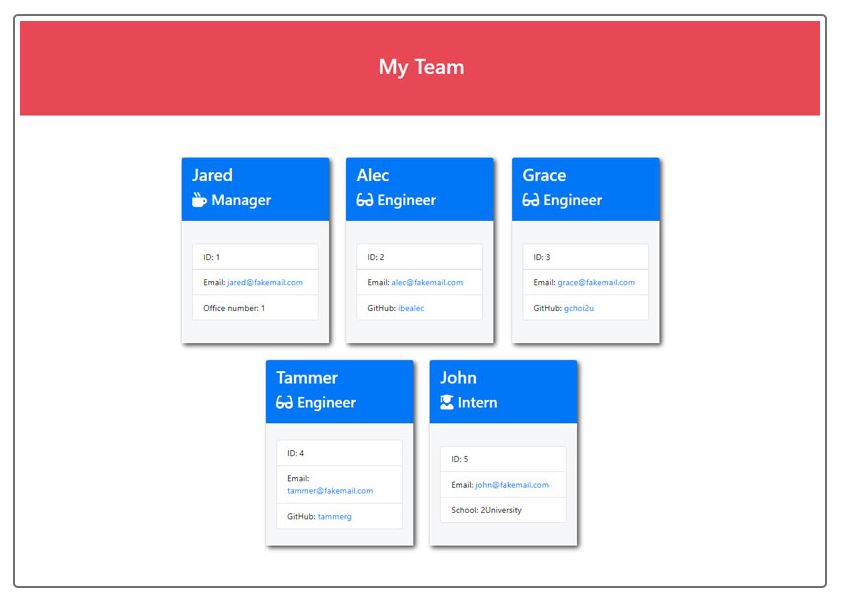 My Team
Jared
Manager
ID: 1
Email: jared@fakemail.com
Office number: 1
Alec
Engineer
ID: 2
Email: alec@fakemail.com
GitHub: ibealec
Grace
Engineer
ID: 3
Email: grace@fakemail.com
GitHub: gchoi2u
Tammer
Engineer
ID: 4
Email:
tammer@fakemail.com
GitHub: tammerg
John
Intern
ID: 5
Email: john@fakemail.com
School: 2University